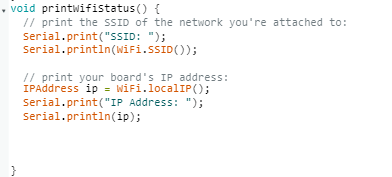 void printWifiStatus() {
// print the SSID of the network you're attached to:
Serial.print("SSID: ");
Serial.println(WiFi.SSID());
// print your board's IP address:
IPAddress ip = WiFi.localIP();
Serial.print("IP Address: ");
Serial.println(ip);
}